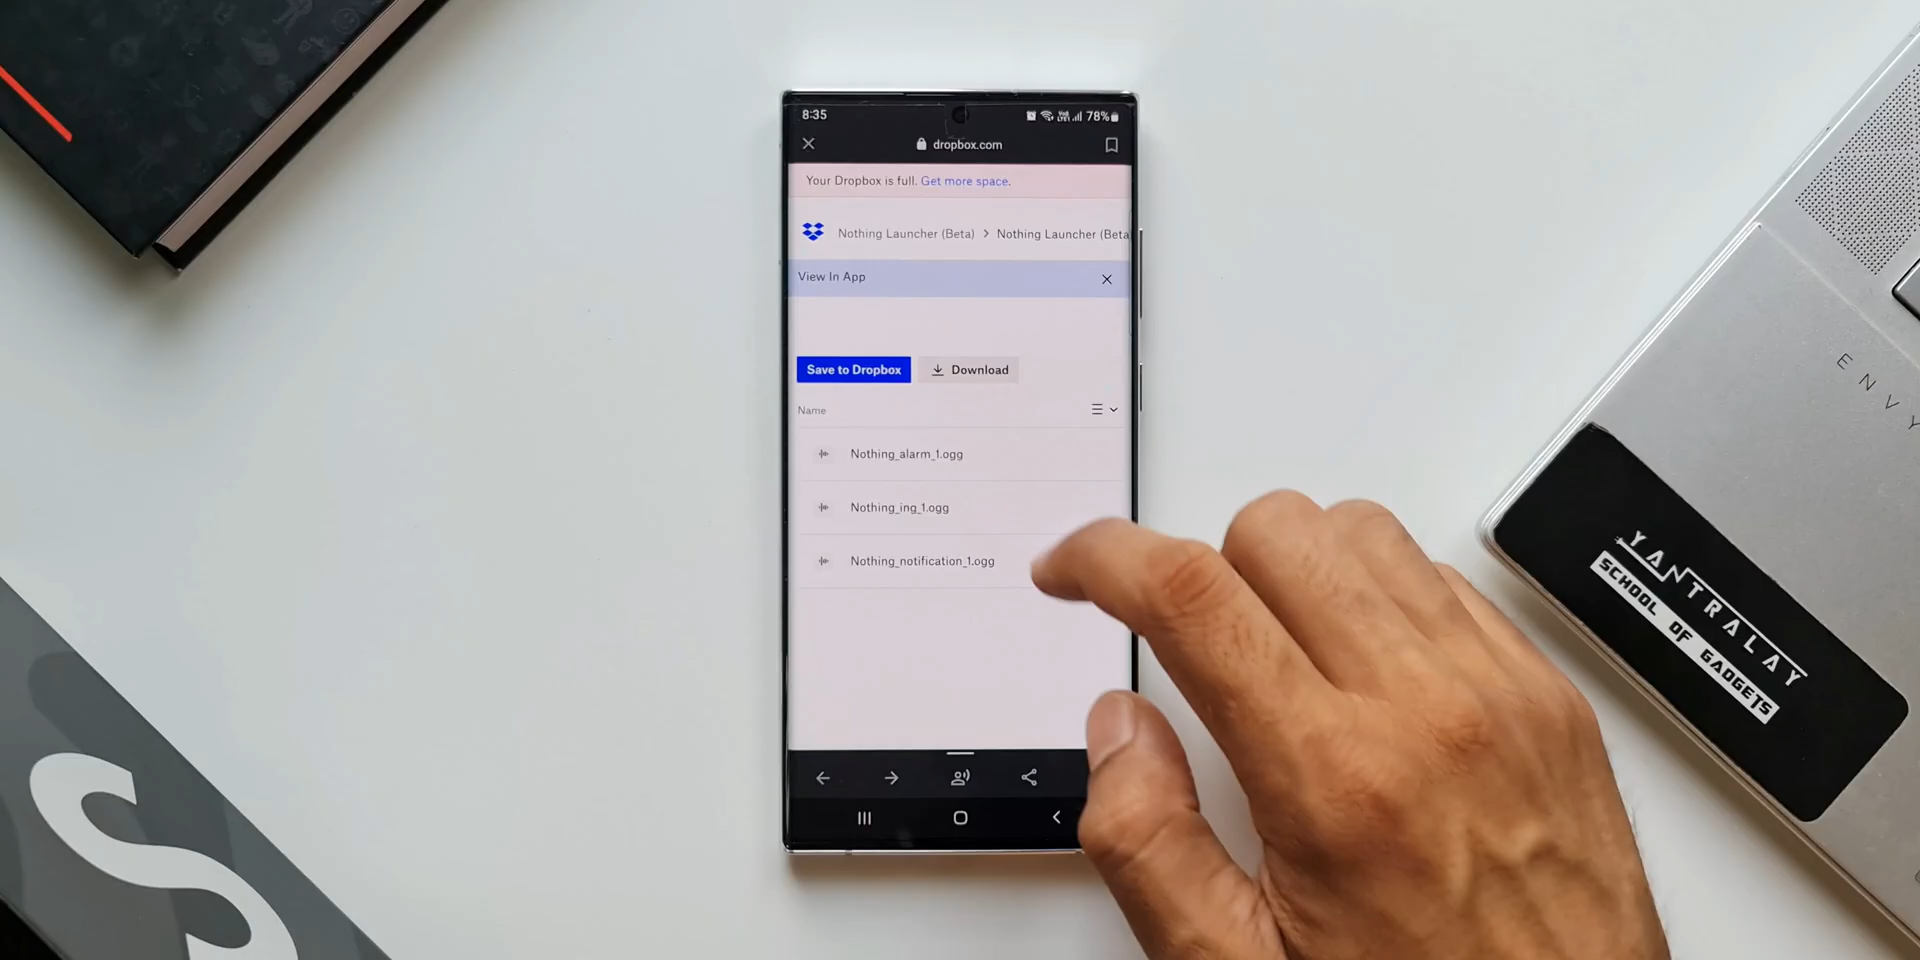 8:35
78%
dropbox.com
Your Dropbox is full. Get more space.
Nothing Launcher (Beta) > Nothing Launcher (Beta
View In App
Save to Dropbox
Download
Name
Nothing_alarm_1.ogg
Nothing_ing_1.ogg
Nothing_notification_1.ogg
ENVY
YANTRALAY
SCHOOL OF GADGETS
S